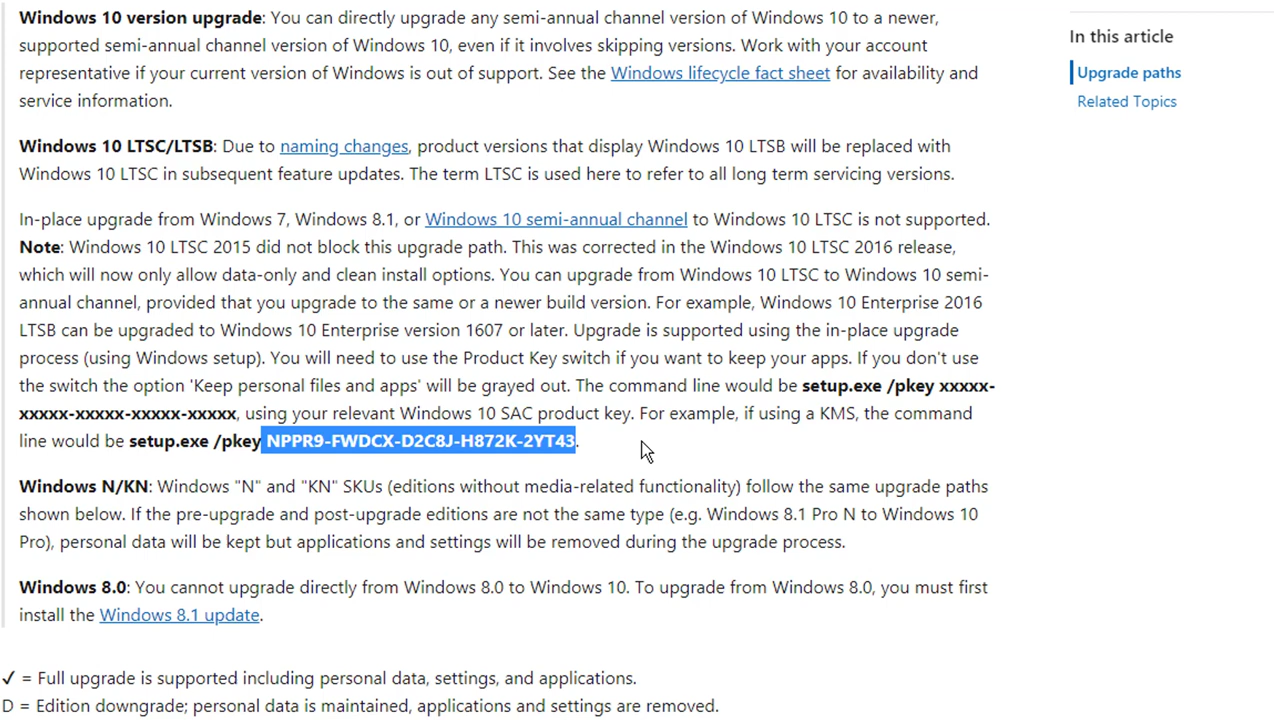 Windows 10 version upgrade: You can directly upgrade any semi-annual channel version of Windows 10 to a newer,
supported semi-annual channel version of Windows 10, even if it involves skipping versions. Work with your account
representative if your current version of Windows is out of support. See the Windows lifecycle fact sheet for availability and
service information.
Windows 10 LTSC/LTSB: Due to naming changes, product versions that display Windows 10 LTSB will be replaced with
Windows 10 LTSC in subsequent feature updates. The term LTSC is used here to refer to all long term servicing versions.
In-place upgrade from Windows 7, Windows 8.1, or Windows 10 semi-annual channel to Windows 10 LTSC is not supported.
Note: Windows 10 LTSC 2015 did not block this upgrade path. This was corrected in the Windows 10 LTSC 2016 release,
which will now only allow data-only and clean install options. You can upgrade from Windows 10 LTSC to Windows 10 semi-
annual channel, provided that you upgrade to the same or a newer build version. For example, Windows 10 Enterprise 2016
LTSB can be upgraded to Windows 10 Enterprise version 1607 or later. Upgrade is supported using the in-place upgrade
process (using Windows setup). You will need to use the Product Key switch if you want to keep your apps. If you don't use
the switch the option 'Keep personal files and apps' will be grayed out. The command line would be setup.exe /pkey xxxxx-
xxxxx-xxxxx-xxxxx-xxxxx, using your relevant Windows 10 SAC product key. For example, if using a KMS, the command
line would be setup.exe /pkey NPPR9-FWDCX-D2C8J-H872K-2YT43.
Windows N/KN: Windows "N" and "KN" SKUs (editions without media-related functionality) follow the same upgrade paths
shown below. If the pre-upgrade and post-upgrade editions are not the same type (e.g. Windows 8.1 Pro N to Windows 10
Pro), personal data will be kept but applications and settings will be removed during the upgrade process.
Windows 8.0: You cannot upgrade directly from Windows 8.0 to Windows 10. To upgrade from Windows 8.0, you must first
install the Windows 8.1 update.
✓ = Full upgrade is supported including personal data, settings, and applications.
D = Edition downgrade; personal data is maintained, applications and settings are removed.
In this article
Upgrade paths
Related Topics